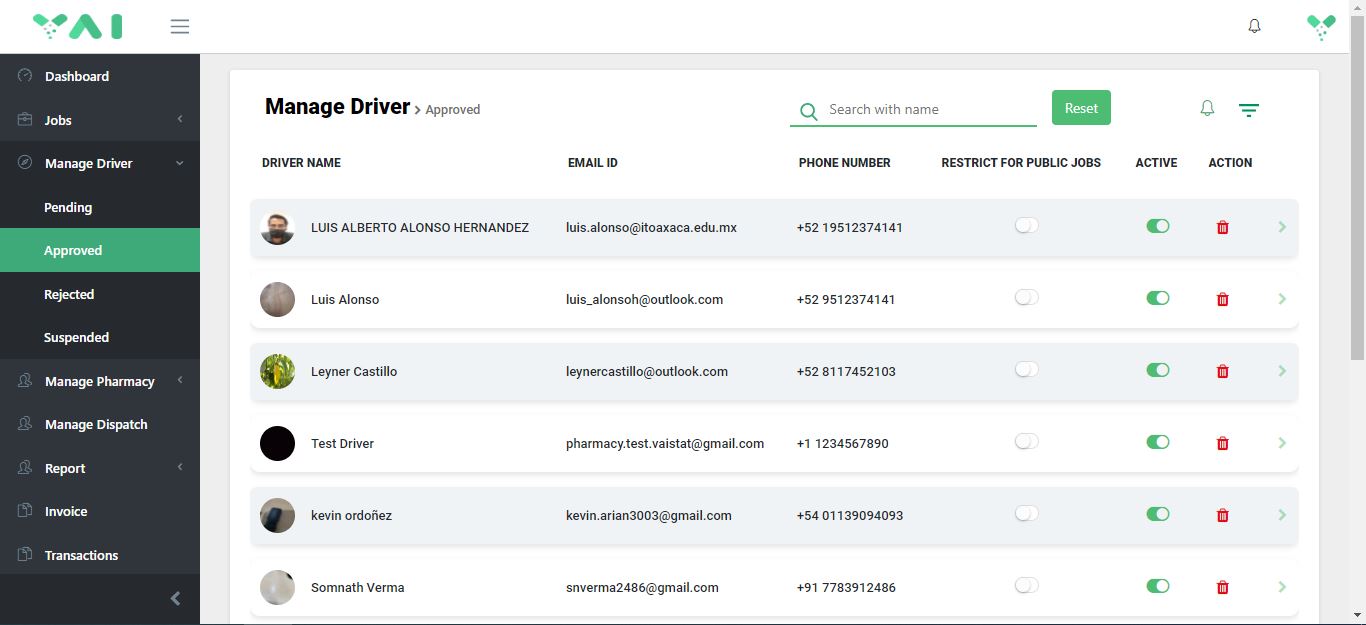 VAI
Dashboard
Jobs
Manage Driver
Pending
Approved
Rejected
Suspended
Manage Pharmacy
Manage Dispatch
Report
Invoice
Transactions
Manage Driver > Approved
Search with name
Reset
DRIVER NAME EMAIL ID PHONE NUMBER RESTRICT FOR PUBLIC JOBS ACTIVE ACTION
LUIS ALBERTO ALONSO HERNANDEZ luis.alonso@itoaxaca.edu.mx +52 19512374141
Luis Alonso luis_alonsoh@outlook.com +52 9512374141
Leyner Castillo leynercastillo@outlook.com +52 8117452103
Test Driver pharmacy.test.vaistat@gmail.com +1 1234567890
kevin ordoñez kevin.arian3003@gmail.com +54 01139094093
Somnath Verma snverma2486@gmail.com +91 7783912486